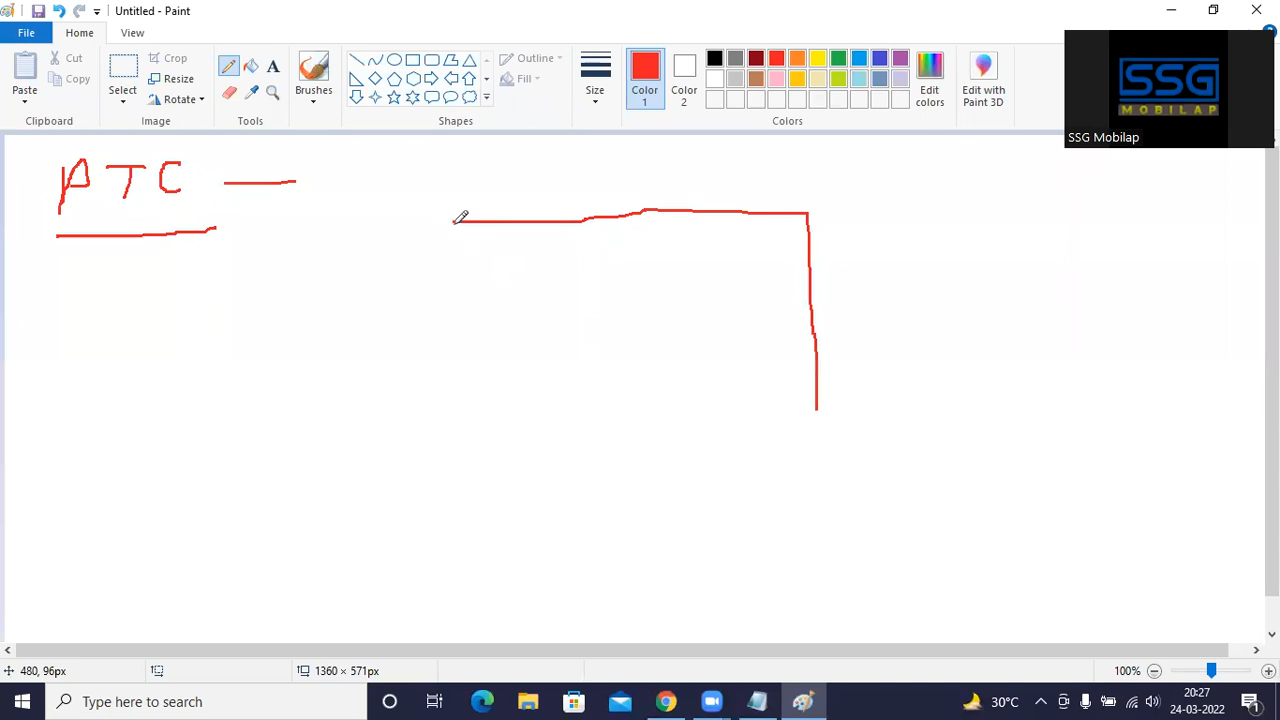 Untitled - Paint
File Home View
Paste Cut Copy Clipboard
Select Crop Resize Rotate Image
A Tools
Brushes
Outline Fill Shapes
Size
Color 1 Color 2 Edit colors Edit with Paint 3D Colors
SSG
MOBILAP
SSG Mobilap
PTC —
480, 96px 1360 × 571px 100%
Type here to search 30°C 20:27
24-03-2022 1